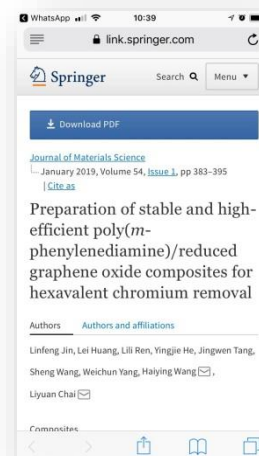 WhatsApp 10:39
link.springer.com
Springer Search Menu
Download PDF
Journal of Materials Science
January 2019, Volume 54, Issue 1, pp 383–395
| Cite as
Preparation of stable and high-
efficient poly(m-
phenylenediamine)/reduced
graphene oxide composites for
hexavalent chromium removal
Authors Authors and affiliations
Linfeng Jin, Lei Huang, Lili Ren, Yingjie He, Jingwen Tang,
Sheng Wang, Weichun Yang, Haiying Wang ,
Liyuan Chai
Composites